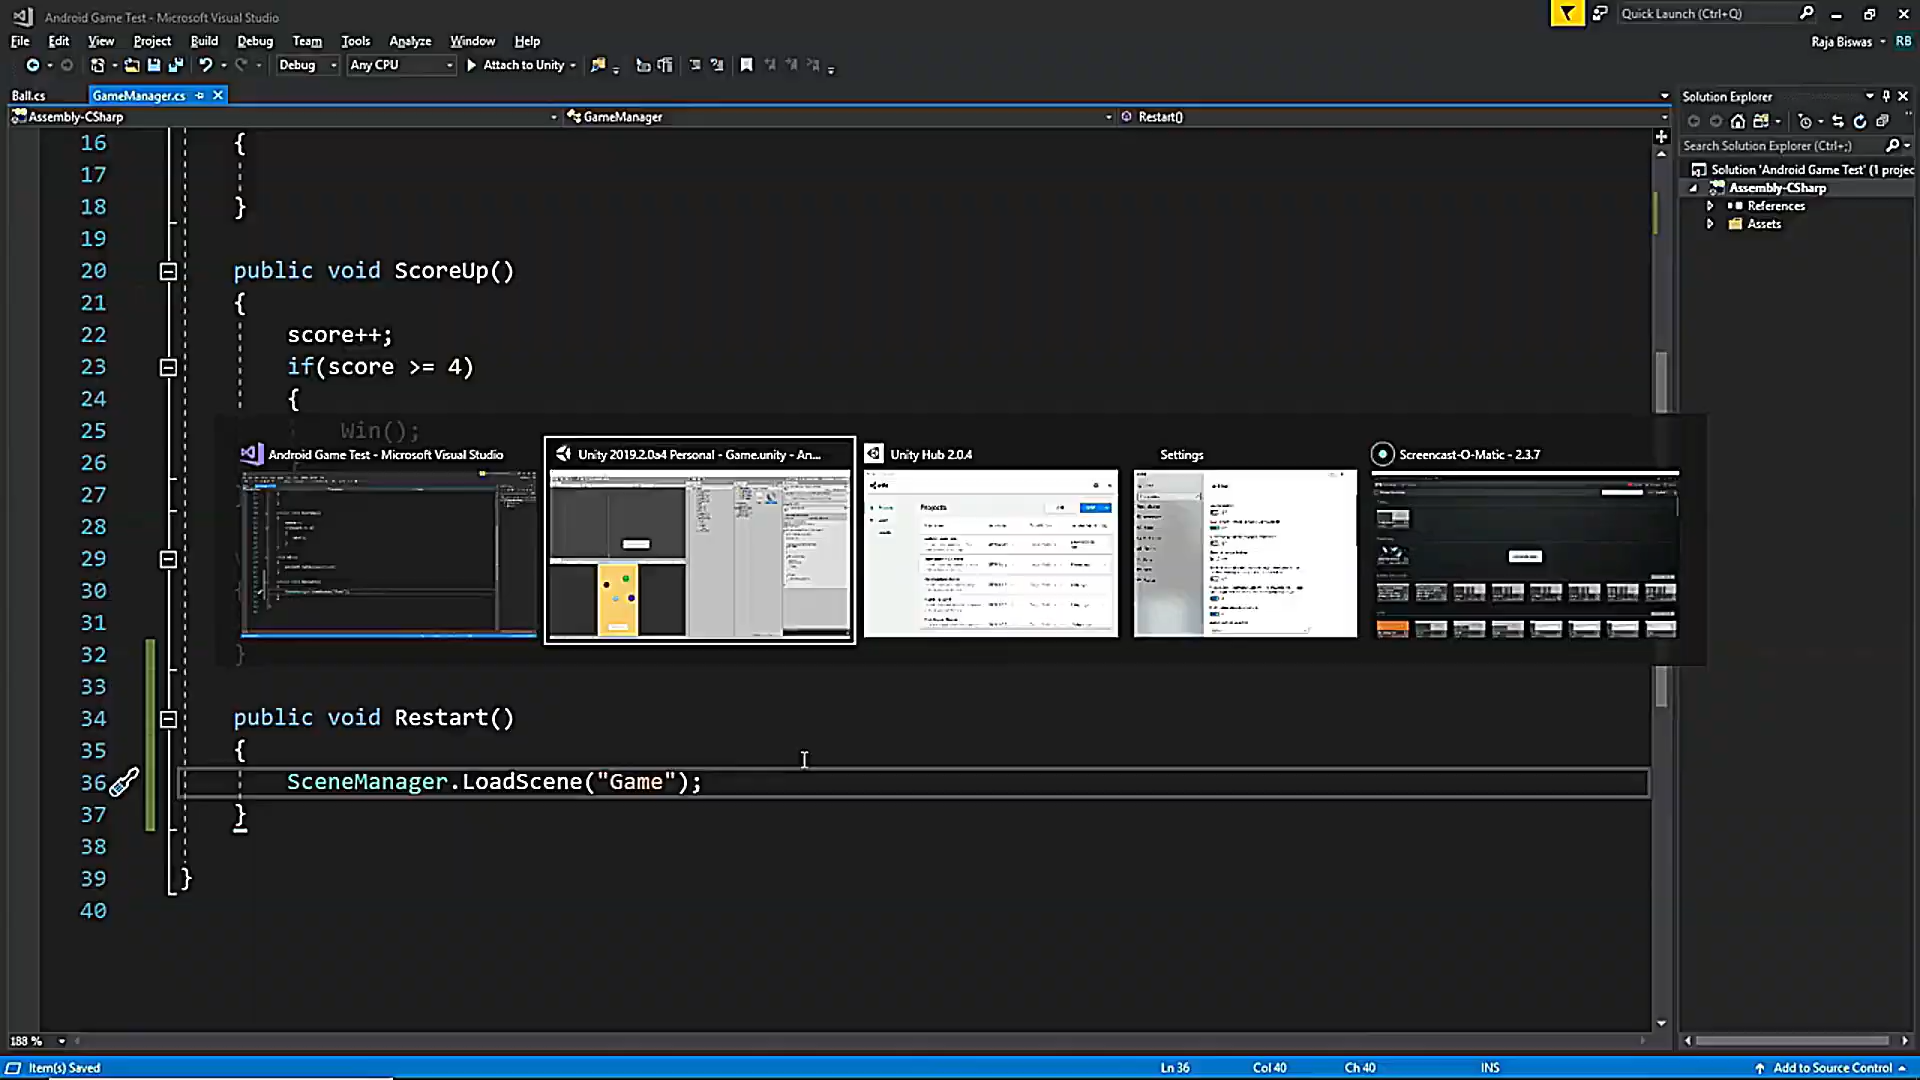 Android Game Test - Microsoft Visual Studio
Quick Launch (Ctrl+Q)
File Edit View Project Build Debug Team Tools Analyze Window Help
Raja Biswas RB
Debug Any CPU Attach to Unity
Ball.cs GameManager.cs
Solution Explorer
Assembly-CSharp GameManager Restart()
Search Solution Explorer (Ctrl+;)
Solution 'Android Game Test' (1 projec
Assembly-CSharp
References
Assets
16 {
17
18 }
19
20 public void ScoreUp()
21 {
22 score++;
23 if(score >= 4)
24 {
25 Win();
26
27
28
29
30
31
32 }
33
34 public void Restart()
35 {
36 SceneManager.LoadScene("Game");
37 }
38
39 }
40
Android Game Test - Microsoft Visual Studio
Unity 2019.2.0a4 Personal - Game.unity - An...
Unity Hub 2.0.4
Projects
Settings
Screencast-O-Matic - 2.3.7
188 %
Item(s) Saved Ln 36 Col 40 Ch 40 INS Add to Source Control